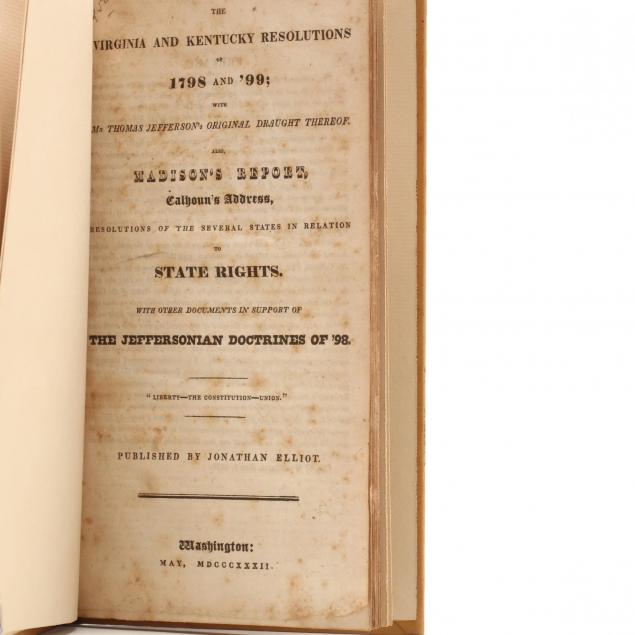 THE
VIRGINIA AND KENTUCKY RESOLUTIONS
OF
1798 AND '99;
WITH
Mr THOMAS JEFFERSON's ORIGINAL DRAUGHT THEREOF.
ALSO,
MADISON'S REPORT,
Calhoun's Address,
RESOLUTIONS OF THE SEVERAL STATES IN RELATION
TO
STATE RIGHTS.
WITH OTHER DOCUMENTS IN SUPPORT OF
THE JEFFERSONIAN DOCTRINES OF '98.
"LIBERTY—THE CONSTITUTION—UNION."
PUBLISHED BY JONATHAN ELLIOT.
Washington:
MAY, MDCCCXXXII.